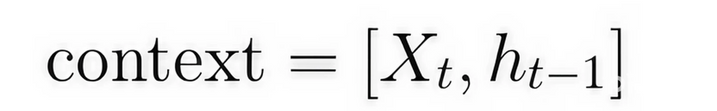 context = [X_t, h_{t-1}]